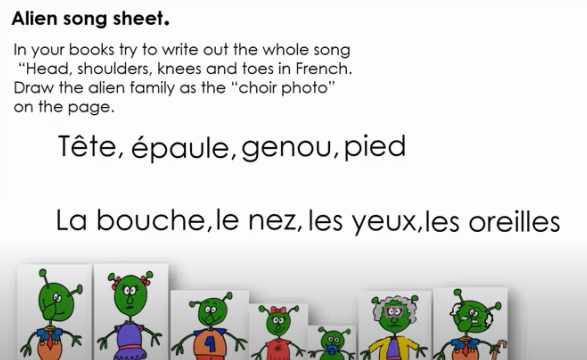 Alien song sheet.
In your books try to write out the whole song
“Head, shoulders, knees and toes in French.
Draw the alien family as the “choir photo”
on the page.
Tête, épaule, genou, pied
La bouche, le nez, les yeux, les oreilles
1